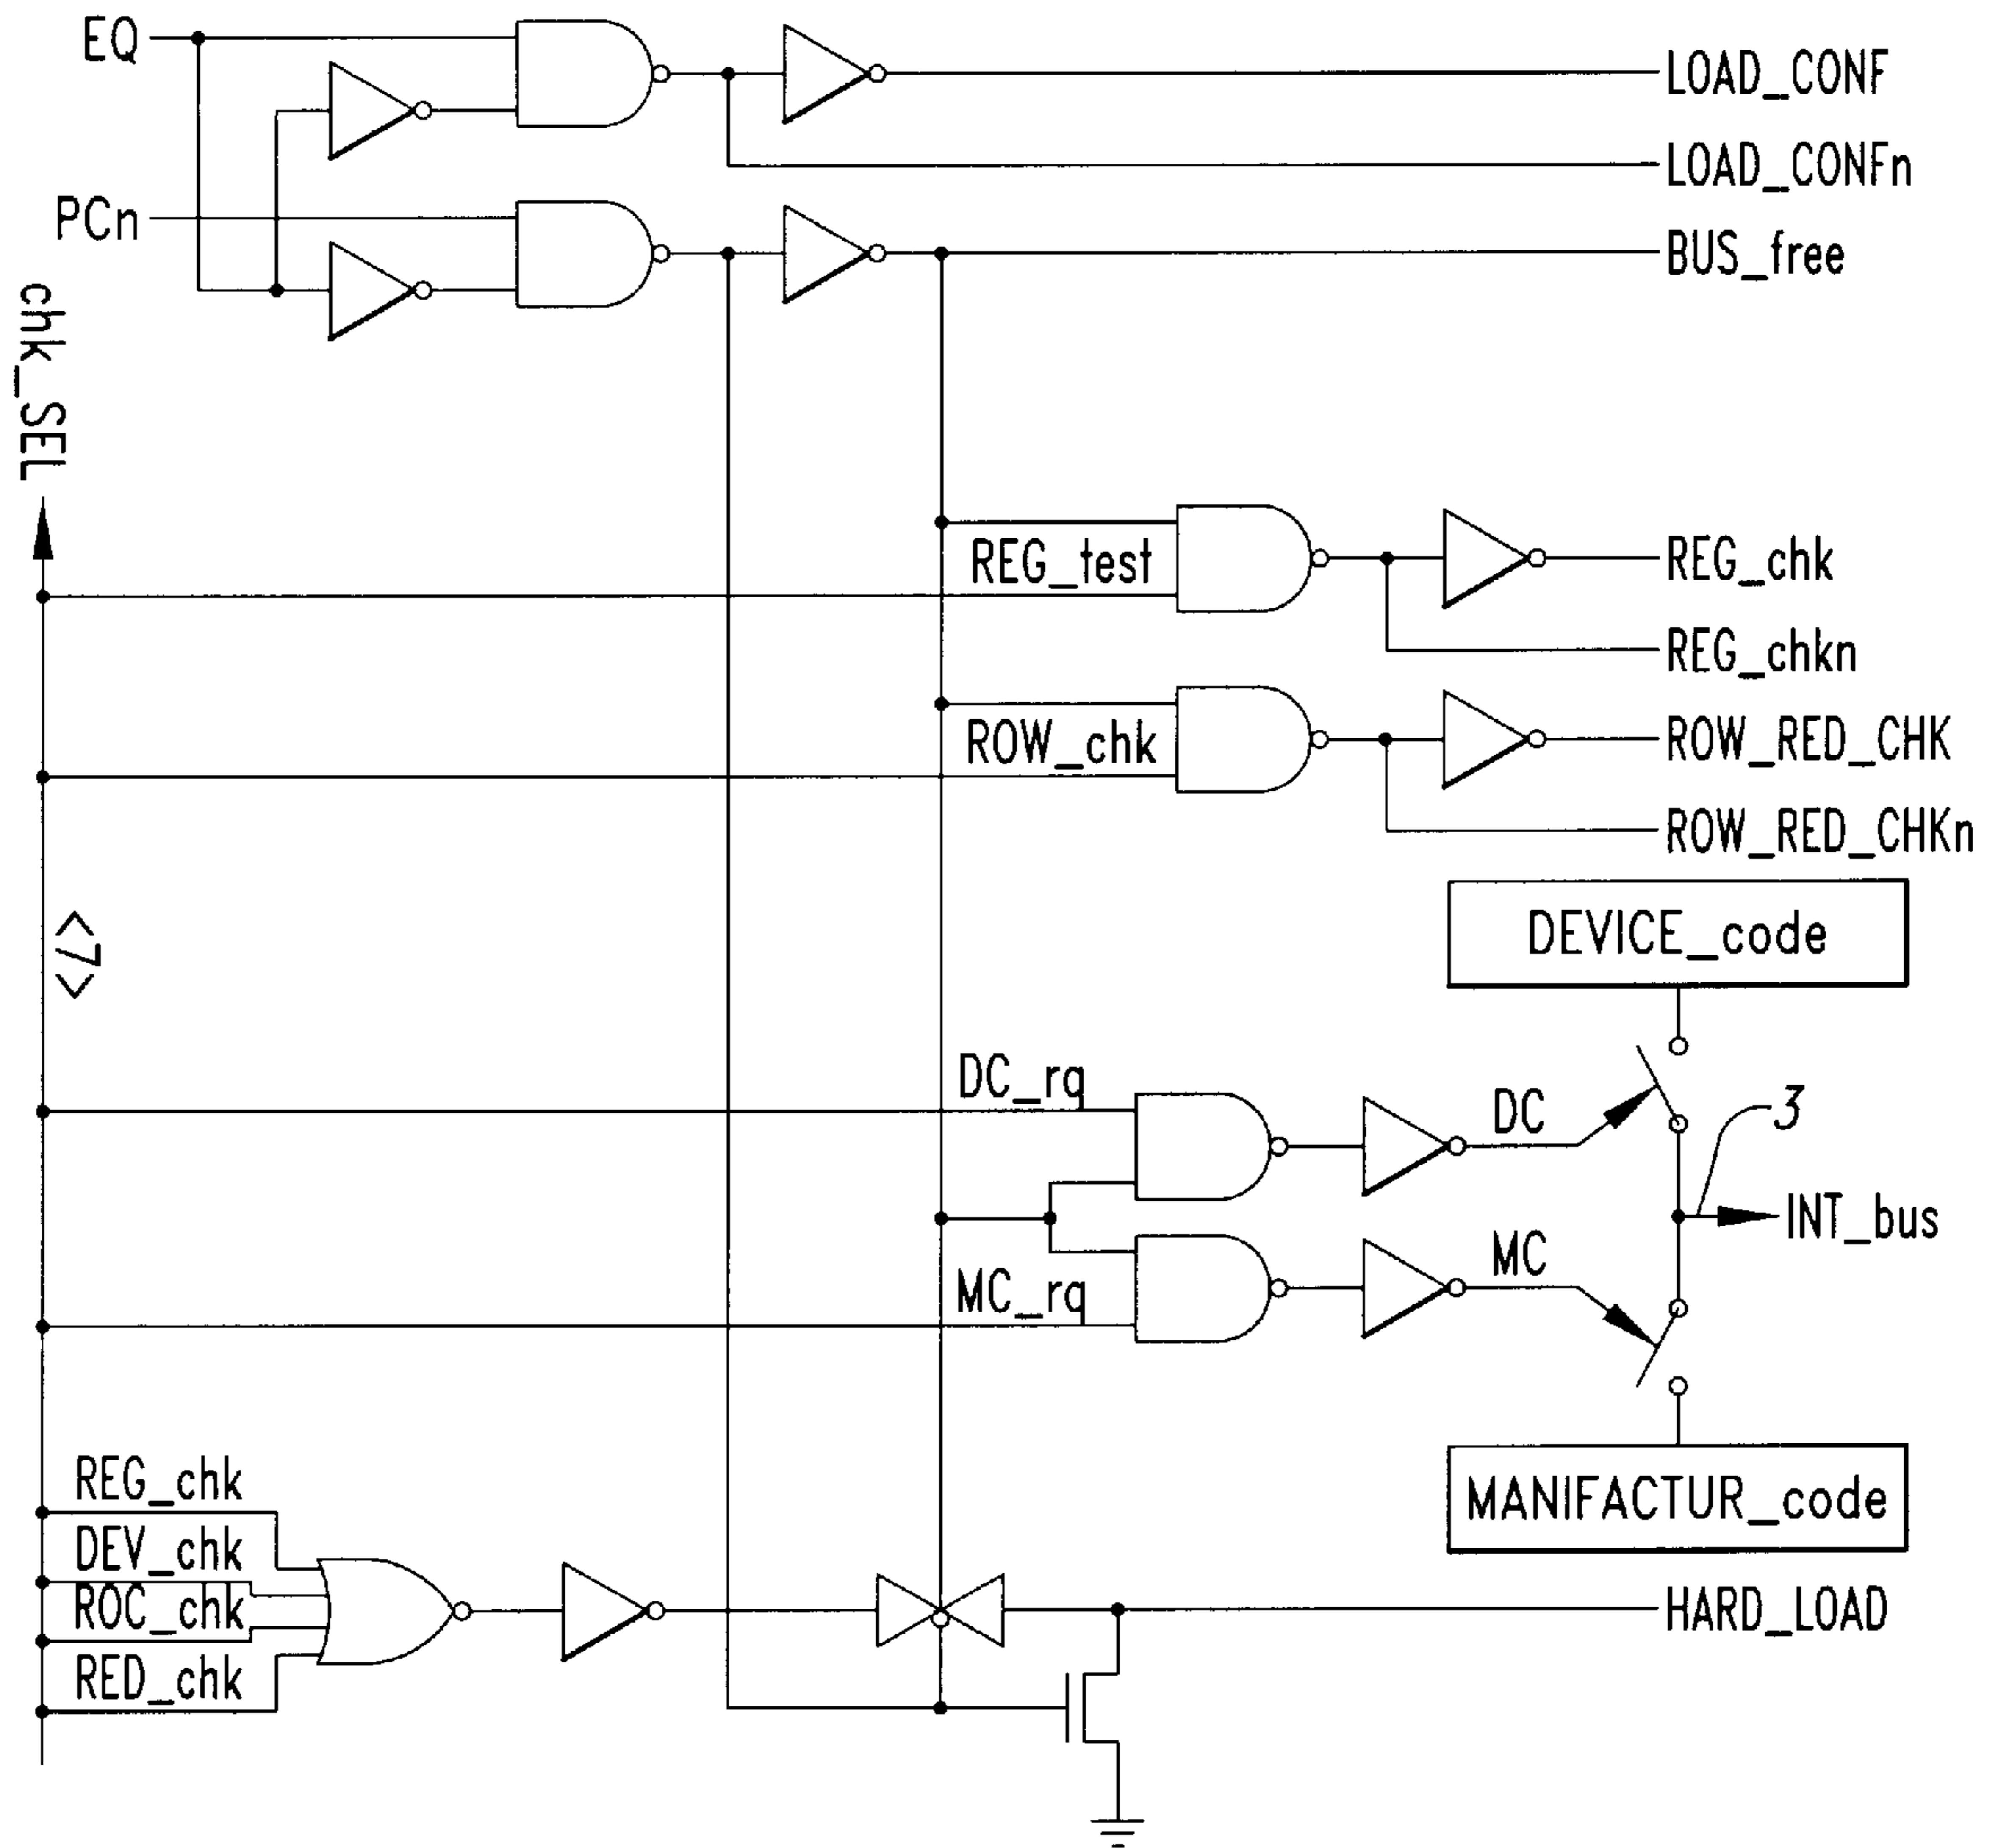 EQ
LOAD_CONF
LOAD_CONFn
PCn
BUS_free
chk_SEL
REG_test
REG_chk
REG_chkn
ROW_chk
ROW_RED_CHK
ROW_RED_CHKn
<7>
DEVICE_code
DC_rq
DC
3
INT_bus
MC_rq
MC
MANIFACTUR_code
REG_chk
DEV_chk
ROC_chk
RED_chk
HARD_LOAD